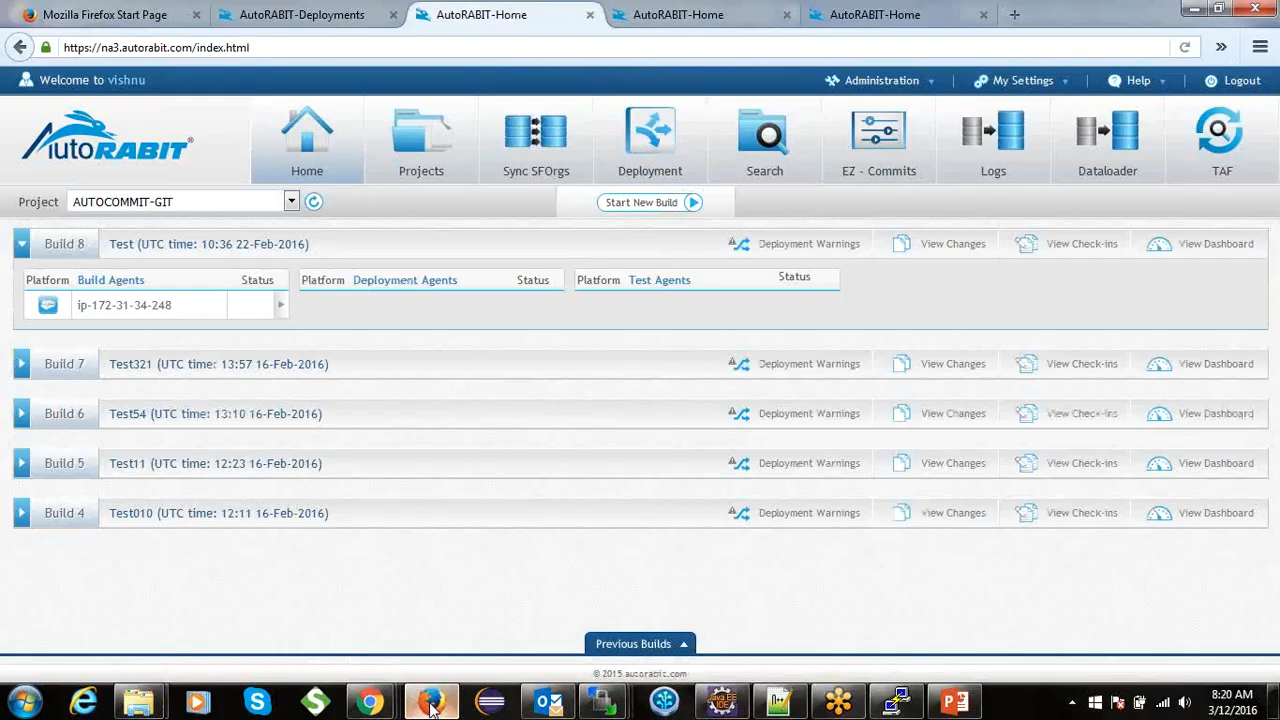 Mozilla Firefox Start Page
AutoRABIT-Deployments
AutoRABIT-Home
AutoRABIT-Home
AutoRABIT-Home
https://na3.autorabit.com/index.html
Welcome to vishnu
Administration
My Settings
Help
Logout
AutoRABIT
Home
Projects
Sync SFOrgs
Deployment
Search
EZ - Commits
Logs
Dataloader
TAF
Project
AUTOCOMMIT-GIT
Start New Build
Build 8 Test (UTC time: 10:36 22-Feb-2016) Deployment Warnings View Changes View Check-ins View Dashboard
Platform Build Agents Status Platform Deployment Agents Status Platform Test Agents Status
ip-172-31-34-248
Build 7 Test321 (UTC time: 13:57 16-Feb-2016) Deployment Warnings View Changes View Check-ins View Dashboard
Build 6 Test54 (UTC time: 13:10 16-Feb-2016) Deployment Warnings View Changes View Check-ins View Dashboard
Build 5 Test11 (UTC time: 12:23 16-Feb-2016) Deployment Warnings View Changes View Check-ins View Dashboard
Build 4 Test010 (UTC time: 12:11 16-Feb-2016) Deployment Warnings View Changes View Check-ins View Dashboard
Previous Builds
© 2015 autorabit.com
8:20 AM
3/12/2016